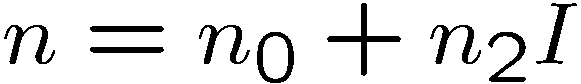 n = n₀ + n₂I